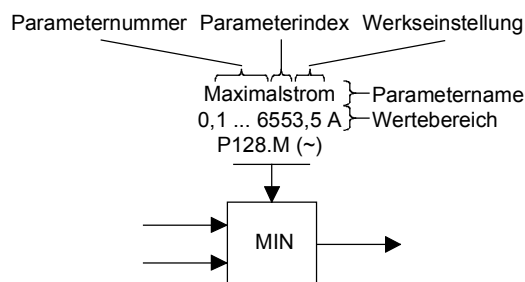 Parameternummer Parameterindex Werkseinstellung
Maximalstrom Parametername
0,1 ... 6553,5 A Wertebereich
P128.M (~)
MIN